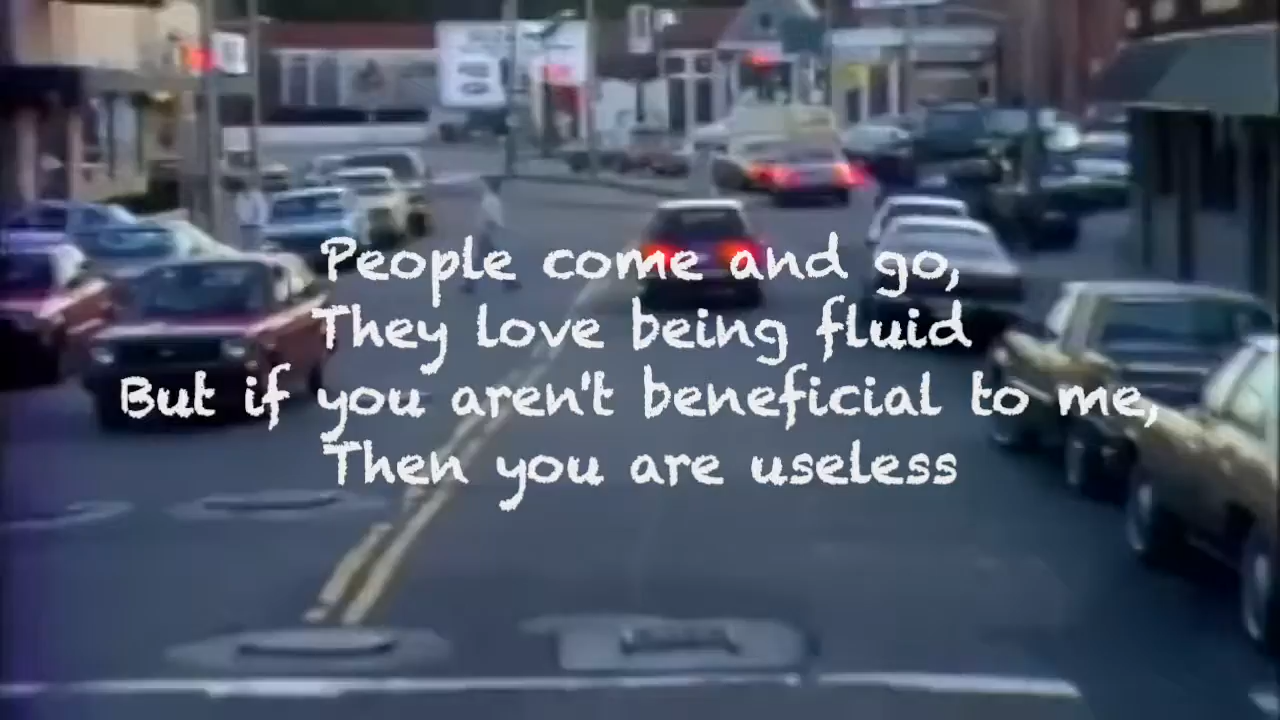 People come and go,
They love being fluid
But if you aren't beneficial to me,
Then you are useless